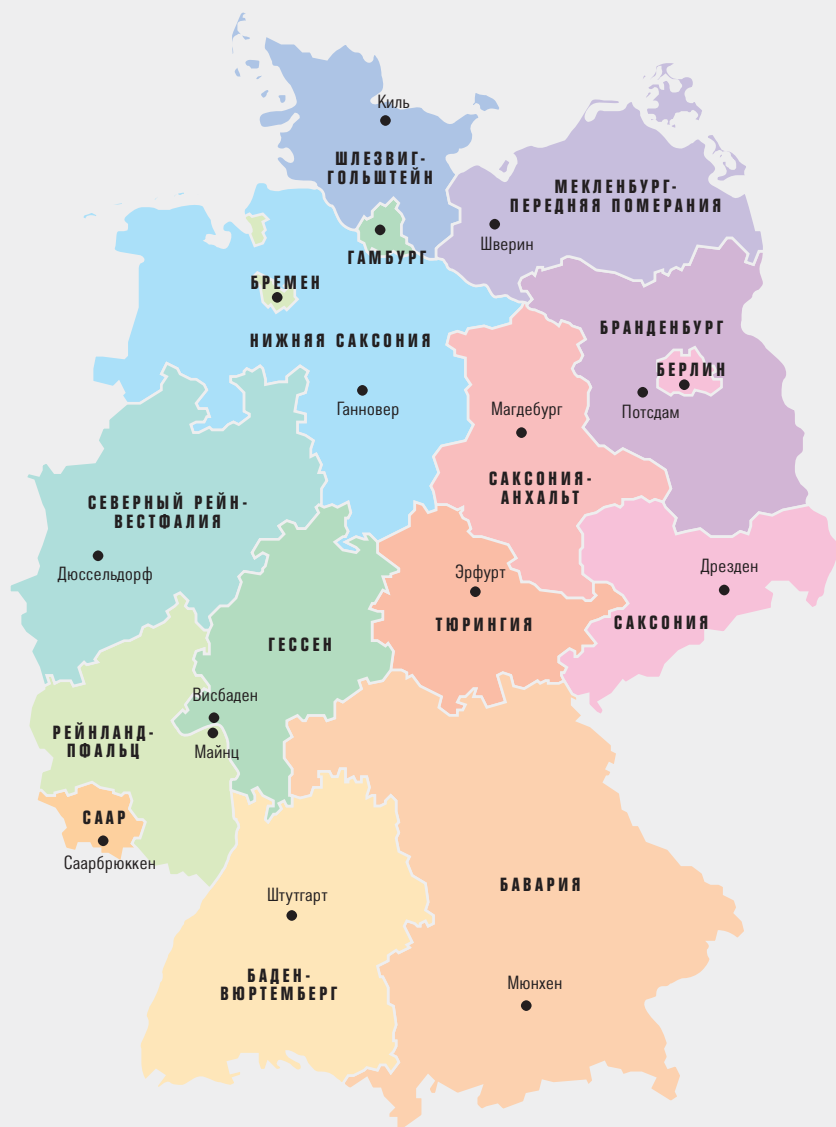 Киль
ШЛЕЗВИГ-
ГОЛЬШТЕЙН
МЕКЛЕНБУРГ-
ПЕРЕДНЯЯ ПОМЕРАНИЯ
Шверин
ГАМБУРГ
БРЕМЕН
НИЖНЯЯ САКСОНИЯ
БРАНДЕНБУРГ
БЕРЛИН
Потсдам
Ганновер
Магдебург
САКСОНИЯ-
АНХАЛЬТ
СЕВЕРНЫЙ РЕЙН-
ВЕСТФАЛИЯ
Дюссельдорф
Эрфурт
ТЮРИНГИЯ
Дрезден
САКСОНИЯ
ГЕССЕН
Висбаден
Майнц
РЕЙНЛАНД-
ПФАЛЬЦ
СААР
Саарбрюккен
Штутгарт
БАДЕН-
ВЮРТЕМБЕРГ
БАВАРИЯ
Мюнхен